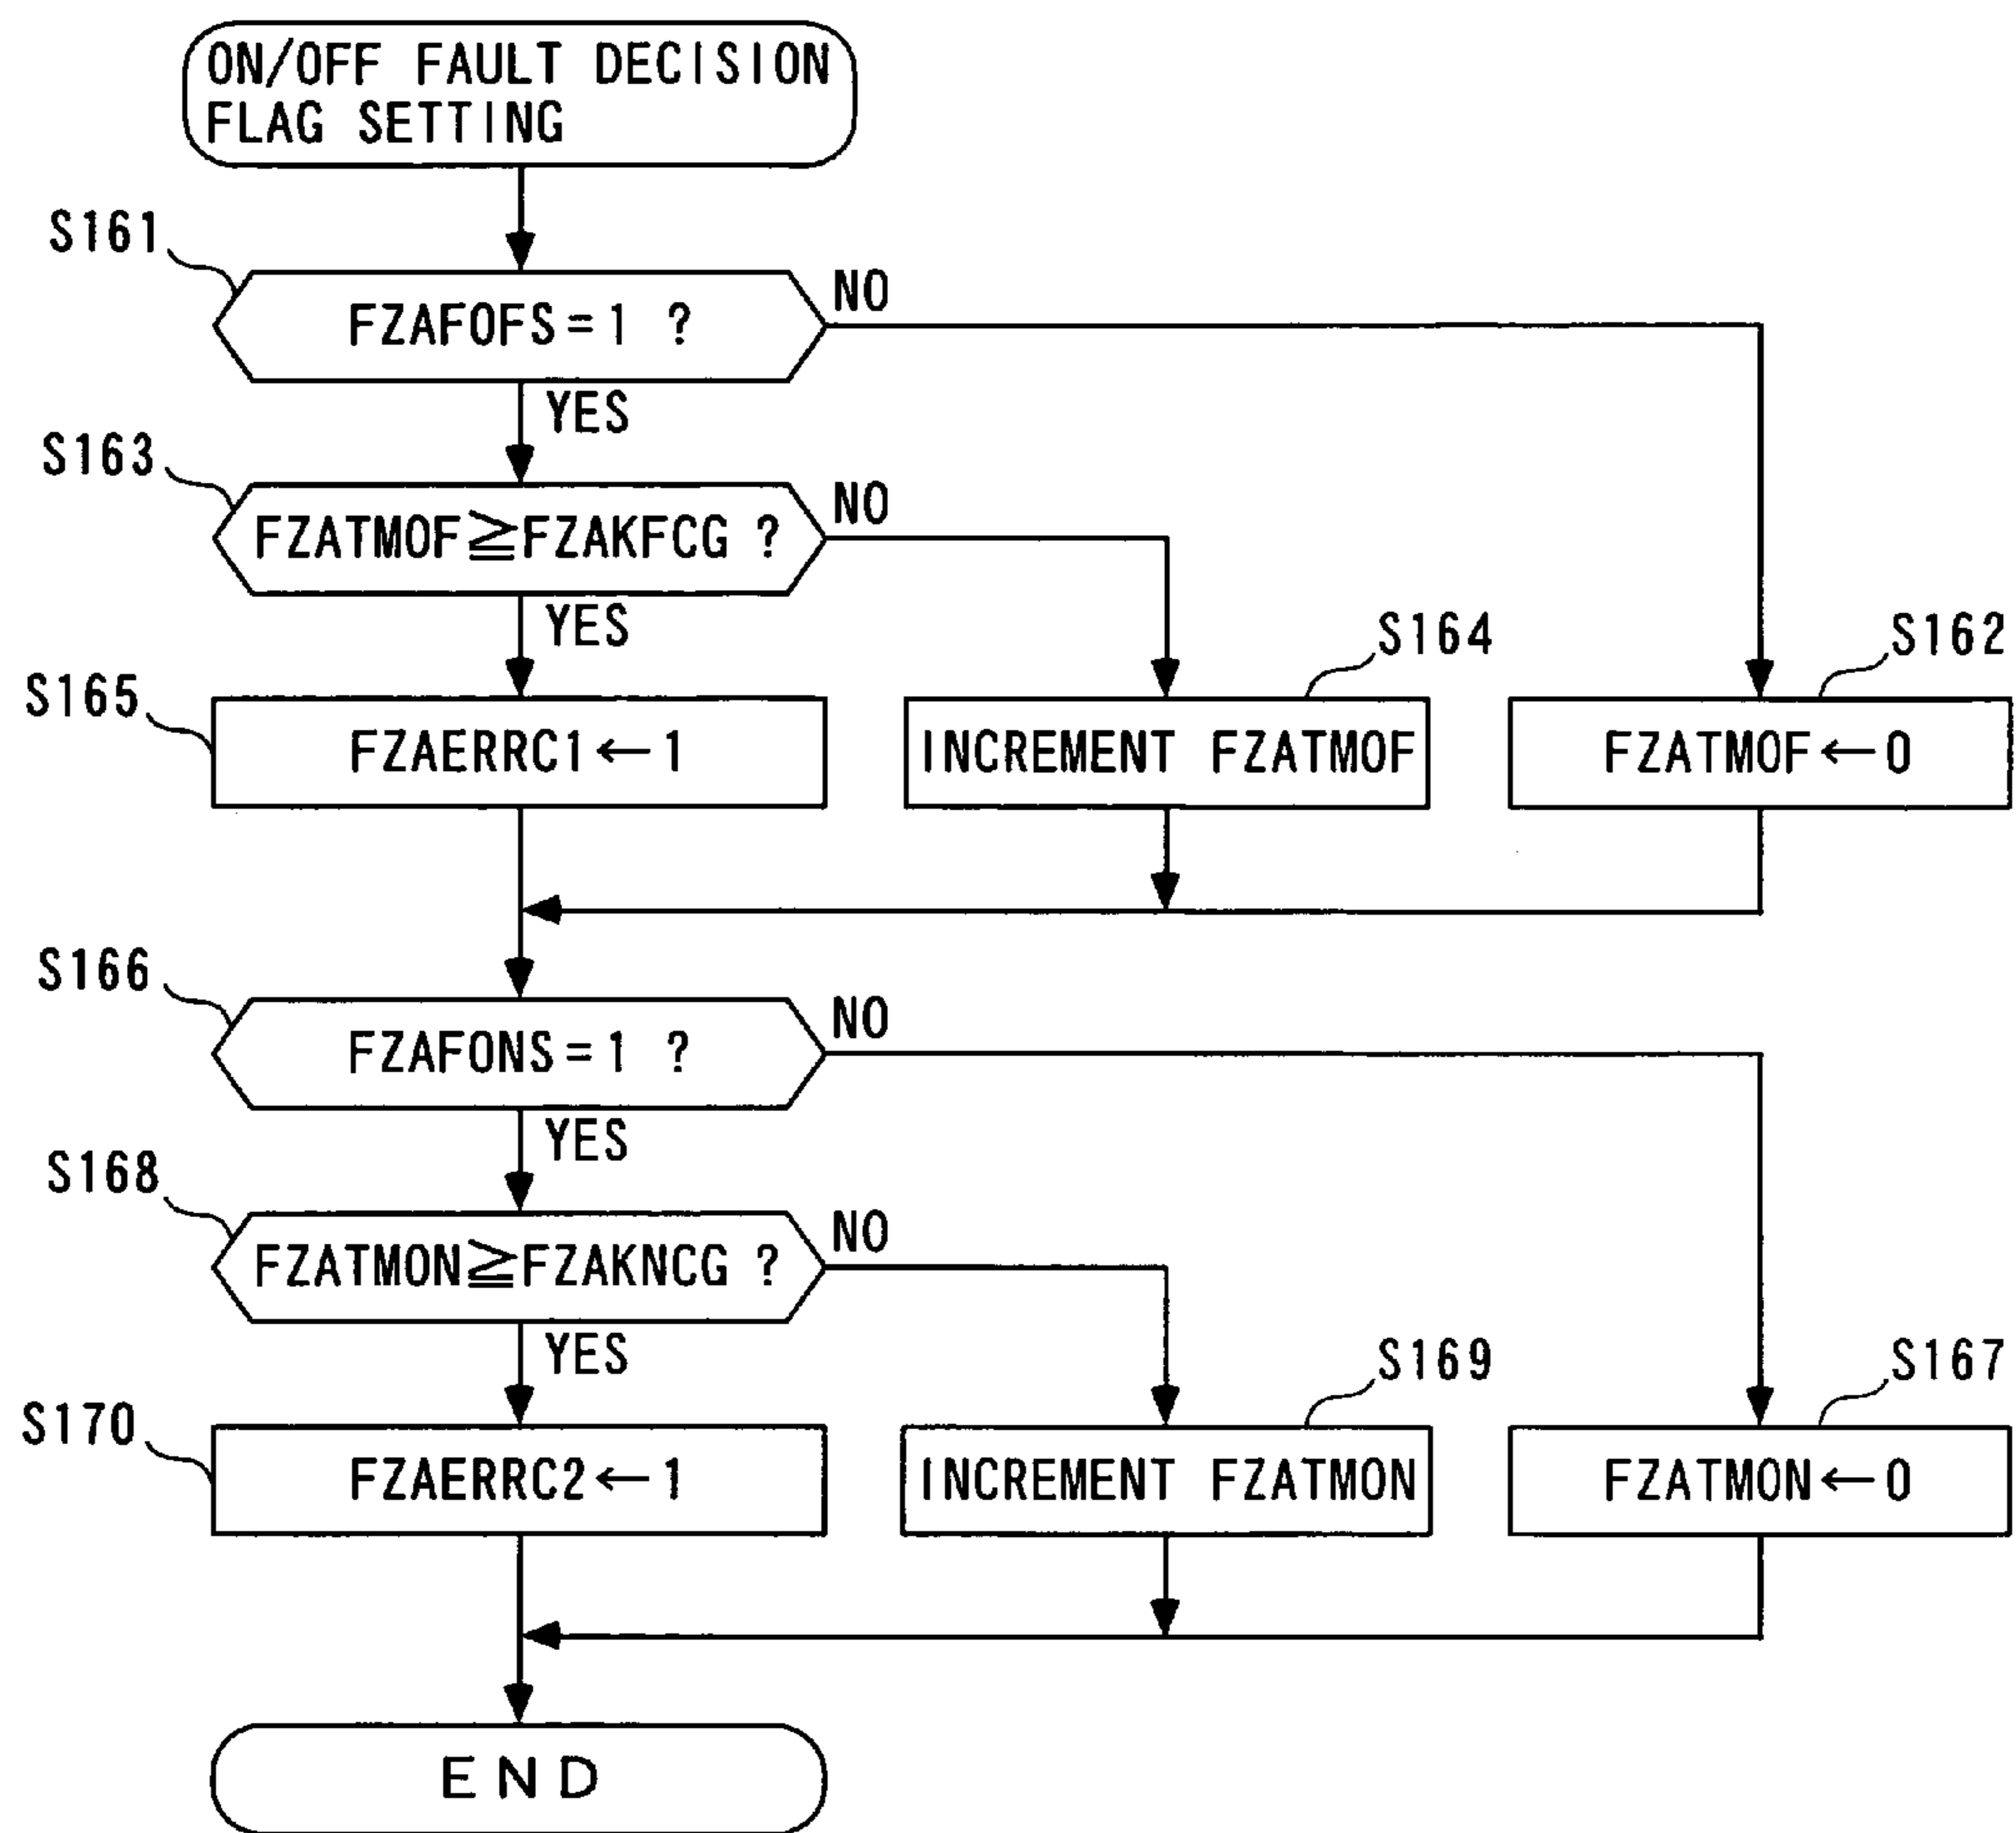 ON/OFF FAULT DECISION
FLAG SETTING
S161
FZAFOFS=1 ?
NO
YES
S163
FZATMOF≧FZAKFCG ?
NO
YES
S164
S162
S165
FZAERRC1←1
INCREMENT FZATMOF
FZATMOF←0
S166
FZAFONS=1 ?
NO
YES
S168
FZATMON≧FZAKNCG ?
NO
YES
S169
S167
S170
FZAERRC2←1
INCREMENT FZATMON
FZATMON←0
END